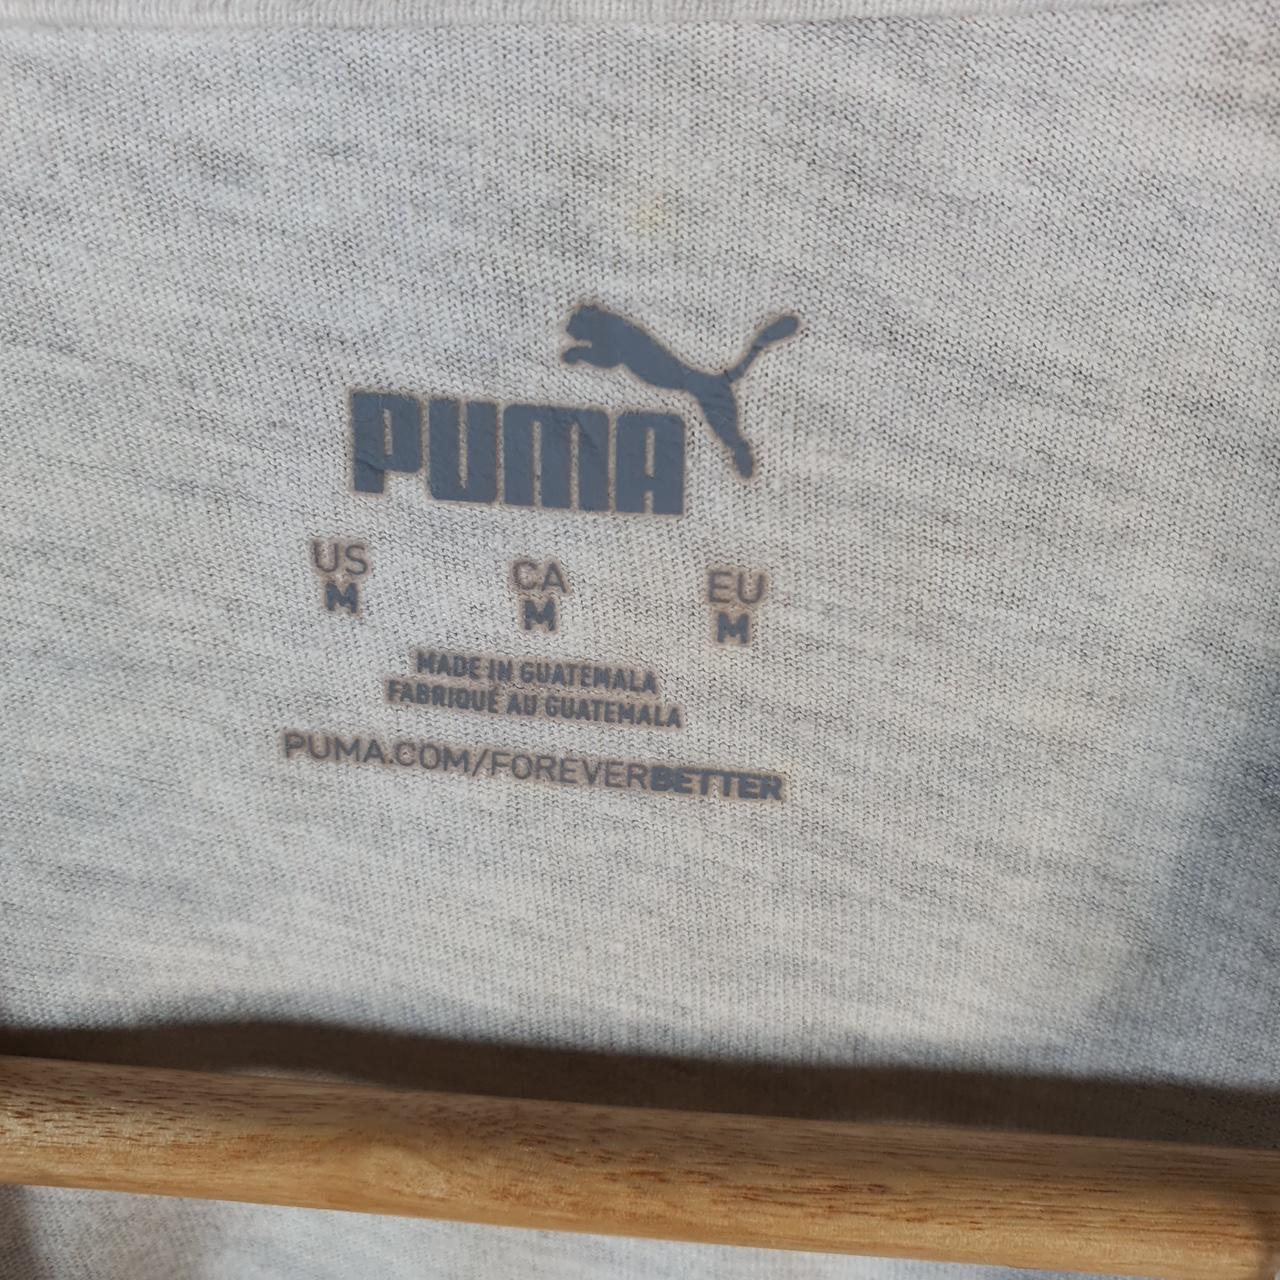 PUMA
US CA EU
M M M
MADE IN GUATEMALA
FABRIQUÉ AU GUATEMALA
PUMA.COM/FOREVERBETTER